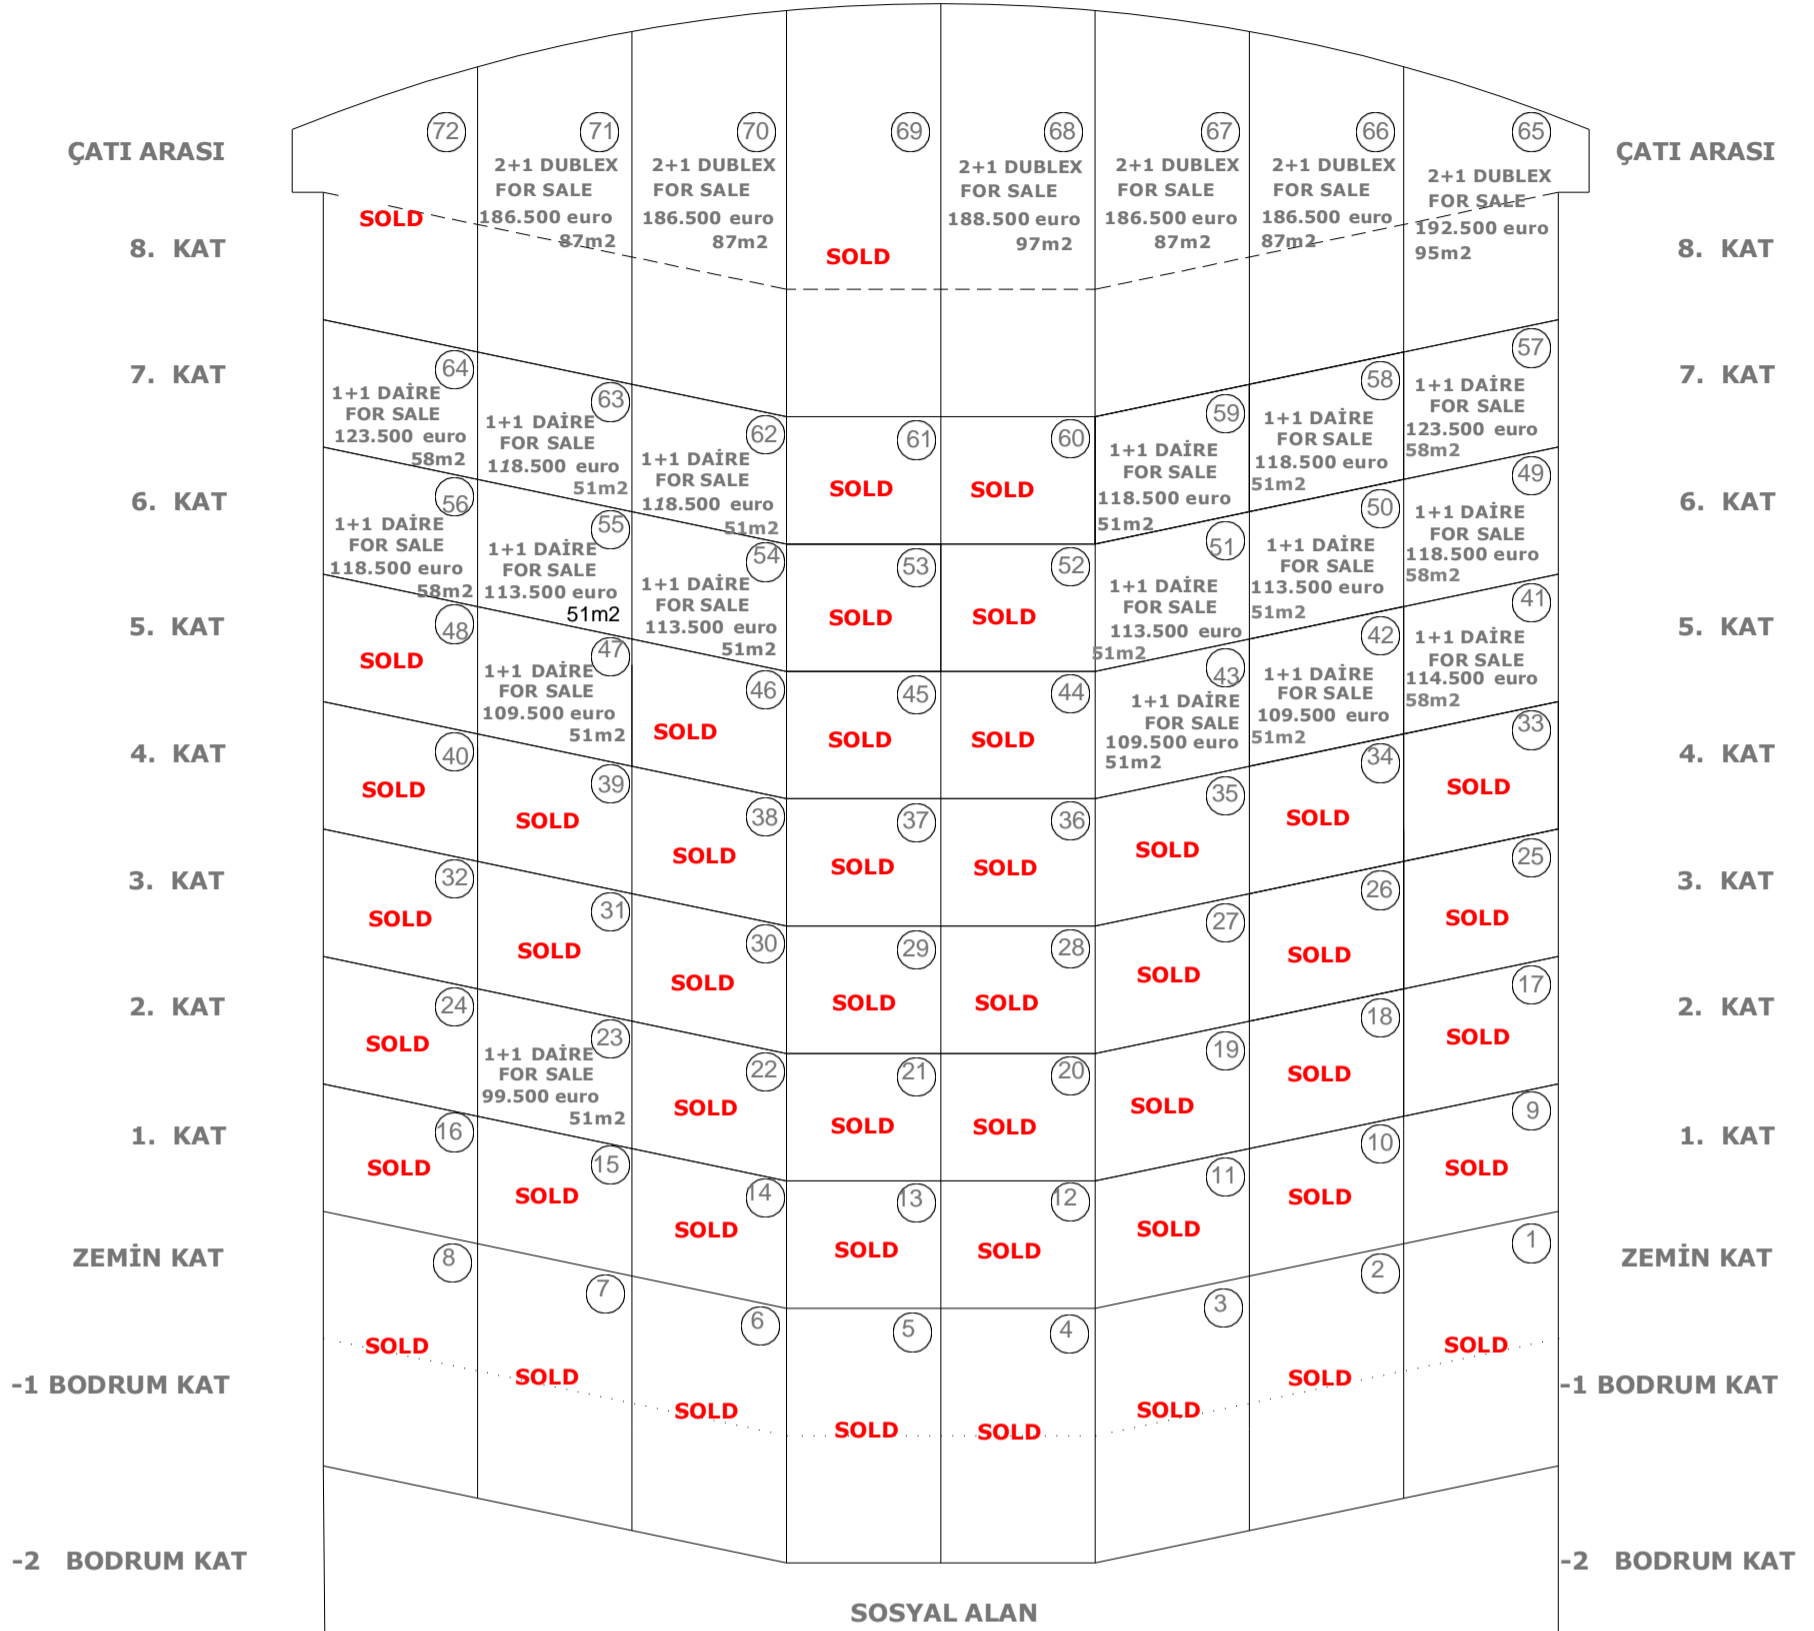 72
71
70
69
68
67
66
65
ÇATI ARASI
2+1 DUBLEX
FOR SALE
186.500 euro
87m2
2+1 DUBLEX
FOR SALE
186.500 euro
87m2
2+1 DUBLEX
FOR SALE
188.500 euro
97m2
2+1 DUBLEX
FOR SALE
186.500 euro
87m2
2+1 DUBLEX
FOR SALE
186.500 euro
87m2
2+1 DUBLEX
FOR SALE
192.500 euro
95m2
ÇATI ARASI
8. KAT
SOLD
SOLD
8. KAT
7. KAT
64
1+1 DAİRE
FOR SALE
123.500 euro
58m2
63
1+1 DAİRE
FOR SALE
118.500 euro
51m2
62
1+1 DAİRE
FOR SALE
118.500 euro
51m2
61
SOLD
60
SOLD
59
1+1 DAİRE
FOR SALE
118.500 euro
51m2
58
1+1 DAİRE
FOR SALE
118.500 euro
51m2
57
1+1 DAİRE
FOR SALE
123.500 euro
58m2
7. KAT
6. KAT
56
1+1 DAİRE
FOR SALE
118.500 euro
58m2
55
1+1 DAİRE
FOR SALE
113.500 euro
51m2
54
1+1 DAİRE
FOR SALE
113.500 euro
51m2
53
SOLD
52
SOLD
51
1+1 DAİRE
FOR SALE
113.500 euro
51m2
50
1+1 DAİRE
FOR SALE
113.500 euro
51m2
49
1+1 DAİRE
FOR SALE
118.500 euro
58m2
6. KAT
5. KAT
48
SOLD
47
1+1 DAİRE
FOR SALE
109.500 euro
51m2
46
SOLD
45
SOLD
44
SOLD
43
1+1 DAİRE
FOR SALE
109.500 euro
51m2
42
1+1 DAİRE
FOR SALE
109.500 euro
51m2
41
1+1 DAİRE
FOR SALE
114.500 euro
58m2
5. KAT
4. KAT
40
SOLD
39
SOLD
38
SOLD
37
SOLD
36
SOLD
35
SOLD
34
SOLD
33
SOLD
4. KAT
3. KAT
32
SOLD
31
SOLD
30
SOLD
29
SOLD
28
SOLD
27
SOLD
26
SOLD
25
SOLD
3. KAT
2. KAT
24
SOLD
23
1+1 DAİRE
FOR SALE
99.500 euro
51m2
22
SOLD
21
SOLD
20
SOLD
19
SOLD
18
SOLD
17
SOLD
2. KAT
1. KAT
16
SOLD
15
SOLD
14
SOLD
13
SOLD
12
SOLD
11
SOLD
10
SOLD
9
SOLD
1. KAT
ZEMİN KAT
8
SOLD
7
SOLD
6
SOLD
5
SOLD
4
SOLD
3
SOLD
2
SOLD
1
SOLD
ZEMİN KAT
-1 BODRUM KAT
-1 BODRUM KAT
-2 BODRUM KAT
-2 BODRUM KAT
SOSYAL ALAN